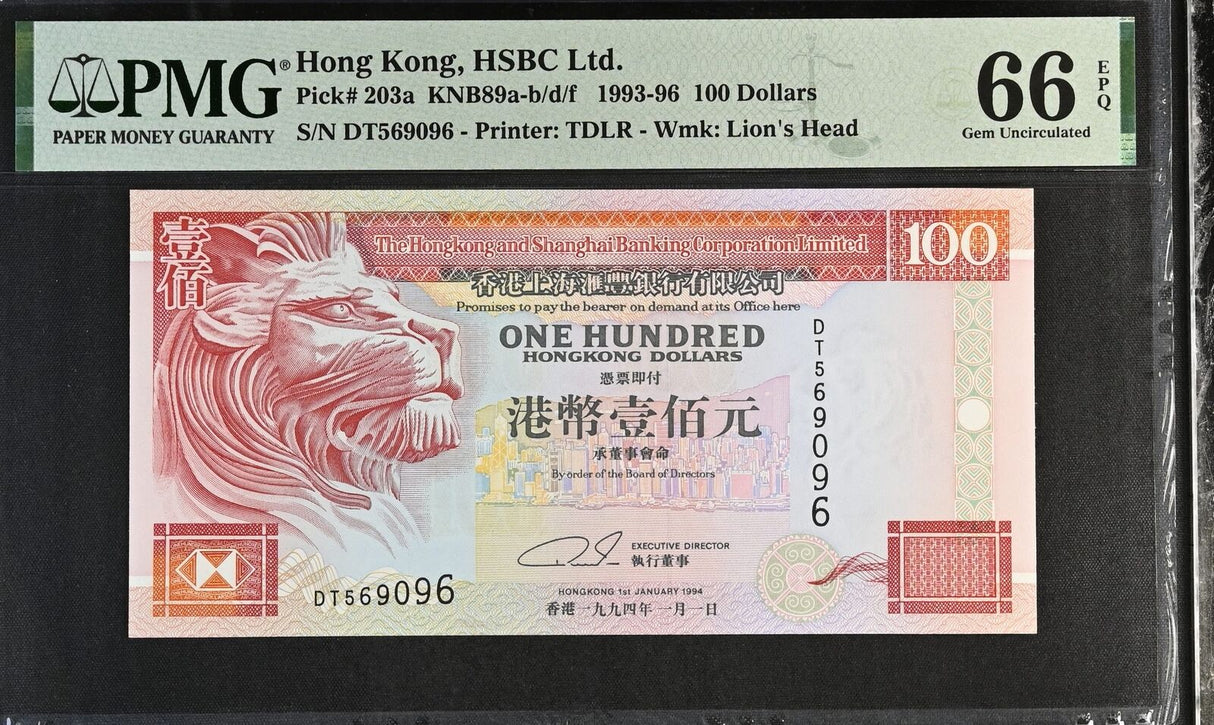 PMG®
PAPER MONEY GUARANTY
Hong Kong, HSBC Ltd.
Pick# 203a KNB89a-b/d/f 1993-96 100 Dollars
S/N DT569096 - Printer: TDLR - Wmk: Lion's Head
66 EPQ
Gem Uncirculated
壹佰
The Hongkong and Shanghai Banking Corporation Limited
100
香港上海滙豐銀行有限公司
Promises to pay the bearer on demand at its Office here
ONE HUNDRED
HONGKONG DOLLARS
憑票即付
港幣壹佰元
承董事會命
By order of the Board of Directors
DT569096
EXECUTIVE DIRECTOR
執行董事
DT569096
HONGKONG 1st JANUARY 1994
香港一九九四年一月一日